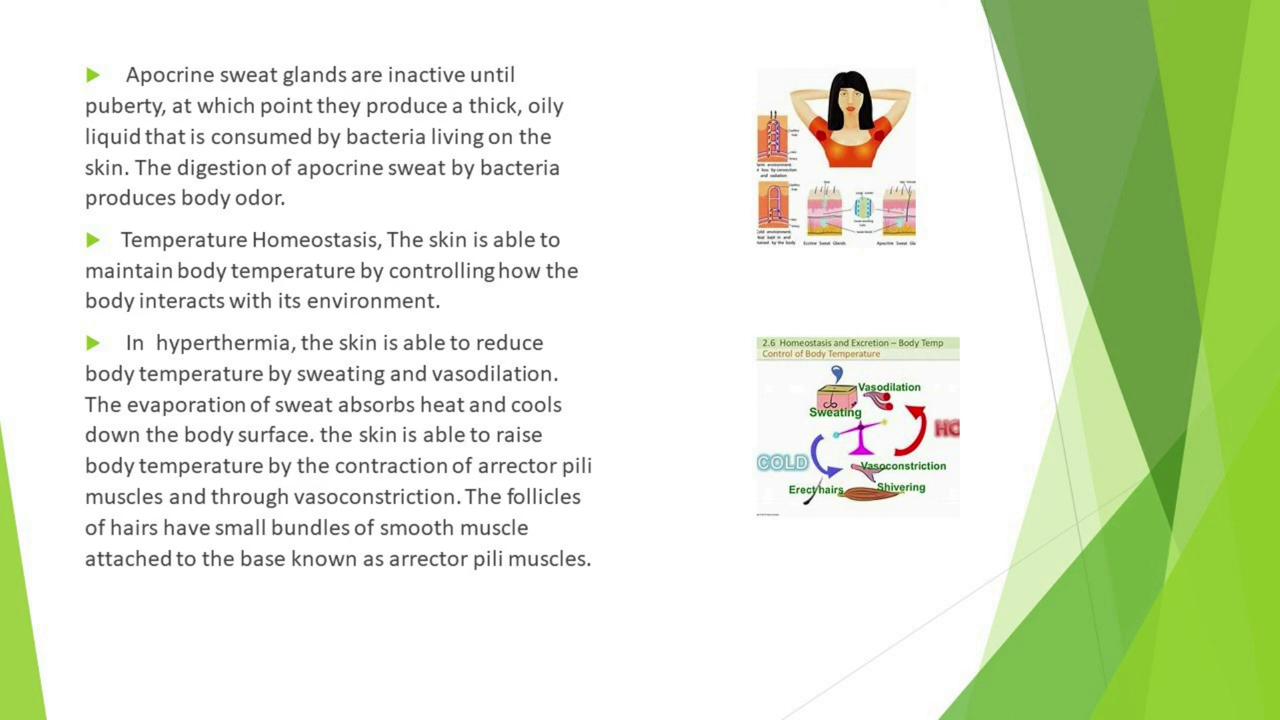 Apocrine sweat glands are inactive until
puberty, at which point they produce a thick, oily
liquid that is consumed by bacteria living on the
skin. The digestion of apocrine sweat by bacteria
produces body odor.
Temperature Homeostasis, The skin is able to
maintain body temperature by controlling how the
body interacts with its environment.
In hyperthermia, the skin is able to reduce
body temperature by sweating and vasodilation.
The evaporation of sweat absorbs heat and cools
down the body surface. the skin is able to raise
body temperature by the contraction of arrector pili
muscles and through vasoconstriction. The follicles
of hairs have small bundles of smooth muscle
attached to the base known as arrector pili muscles.
Eccrine Sweat Glands
Apocrine Sweat Gla
2.6 Homeostasis and Excretion – Body Temp
Control of Body Temperature
Vasodilation
Sweating
HO
COLD
Vasoconstriction
Erect hairs
Shivering